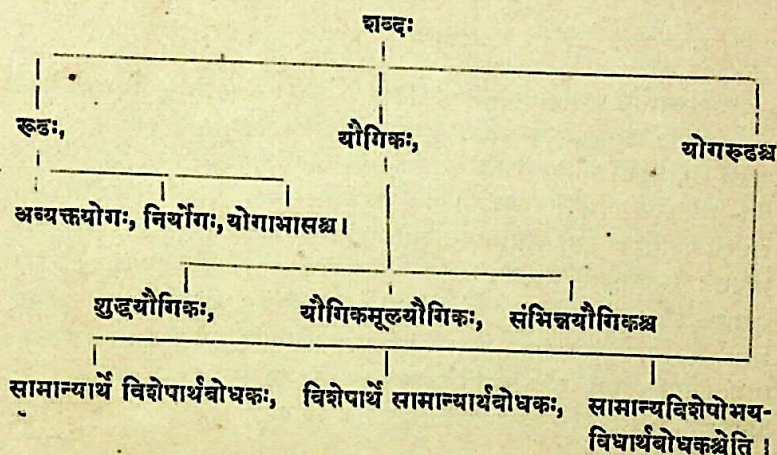 शब्दः
रूढः, यौगिकः, योगरूढश्च
अव्यक्तयोगः, निर्योगः, योगाभासश्च।
शुद्धयौगिकः, यौगिकमूलयौगिकः, संभिन्नयौगिकश्च
सामान्यार्थे विशेषार्थबोधकः, विशेषार्थे सामान्यार्थबोधकः, सामान्यविशेषोभय-
विधार्थबोधकश्चेति।